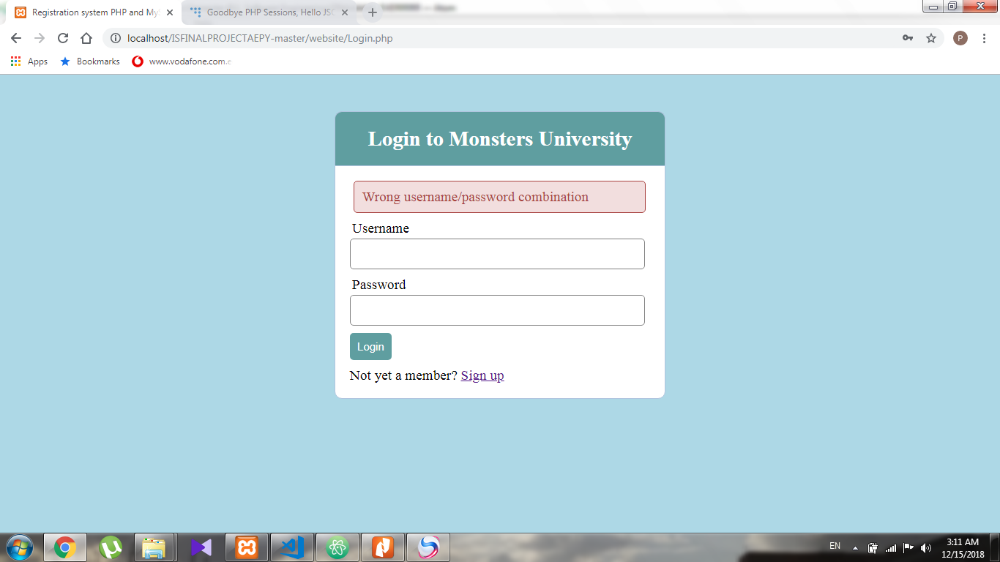 Registration system PHP and My
Goodbye PHP Sessions, Hello JSO
localhost/ISFINALPROJECTAEPY-master/website/Login.php
P
Apps
Bookmarks
www.vodafone.com.e
Login to Monsters University
Wrong username/password combination
Username
Password
Login
Not yet a member? Sign up
EN
3:11 AM
12/15/2018